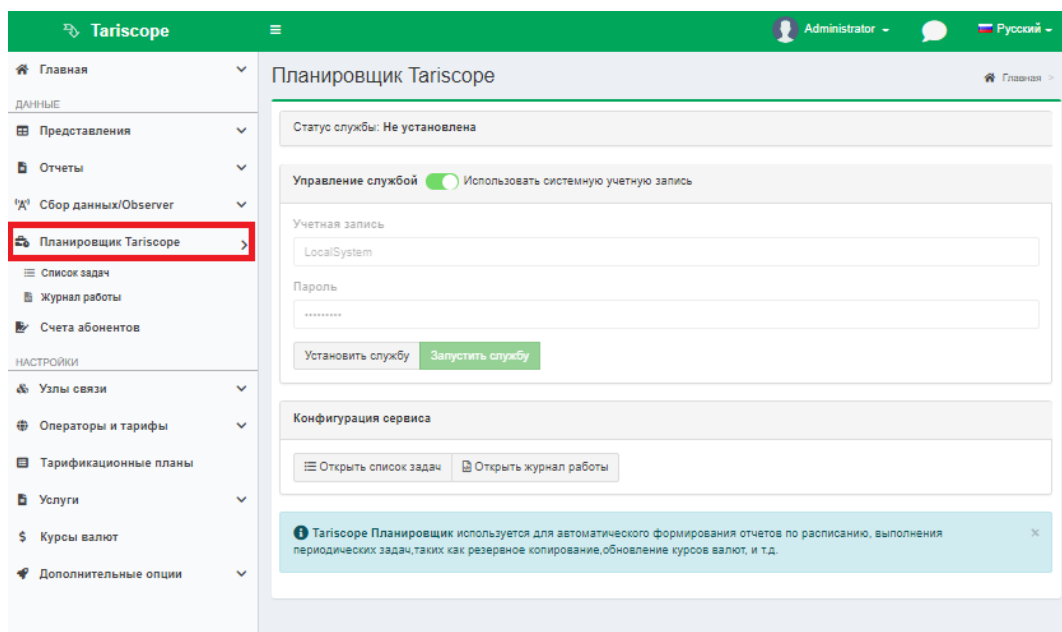 Tariscope
Administrator
Русский
Главная
ДАННЫЕ
Представления
Отчеты
Сбор данных/Observer
Планировщик Tariscope
Список задач
Журнал работы
Счета абонентов
НАСТРОЙКИ
Узлы связи
Операторы и тарифы
Тарификационные планы
Услуги
Курсы валют
Дополнительные опции
Планировщик Tariscope
Главная >
Статус службы: Не установлена
Управление службой Использовать системную учетную запись
Учетная запись
LocalSystem
Пароль
•••••••••
Установить службу Запустить службу
Конфигурация сервиса
Открыть список задач Открыть журнал работы
Tariscope Планировщик используется для автоматического формирования отчетов по расписанию, выполнения
периодических задач,таких как резервное копирование,обновление курсов валют, и т.д.
×